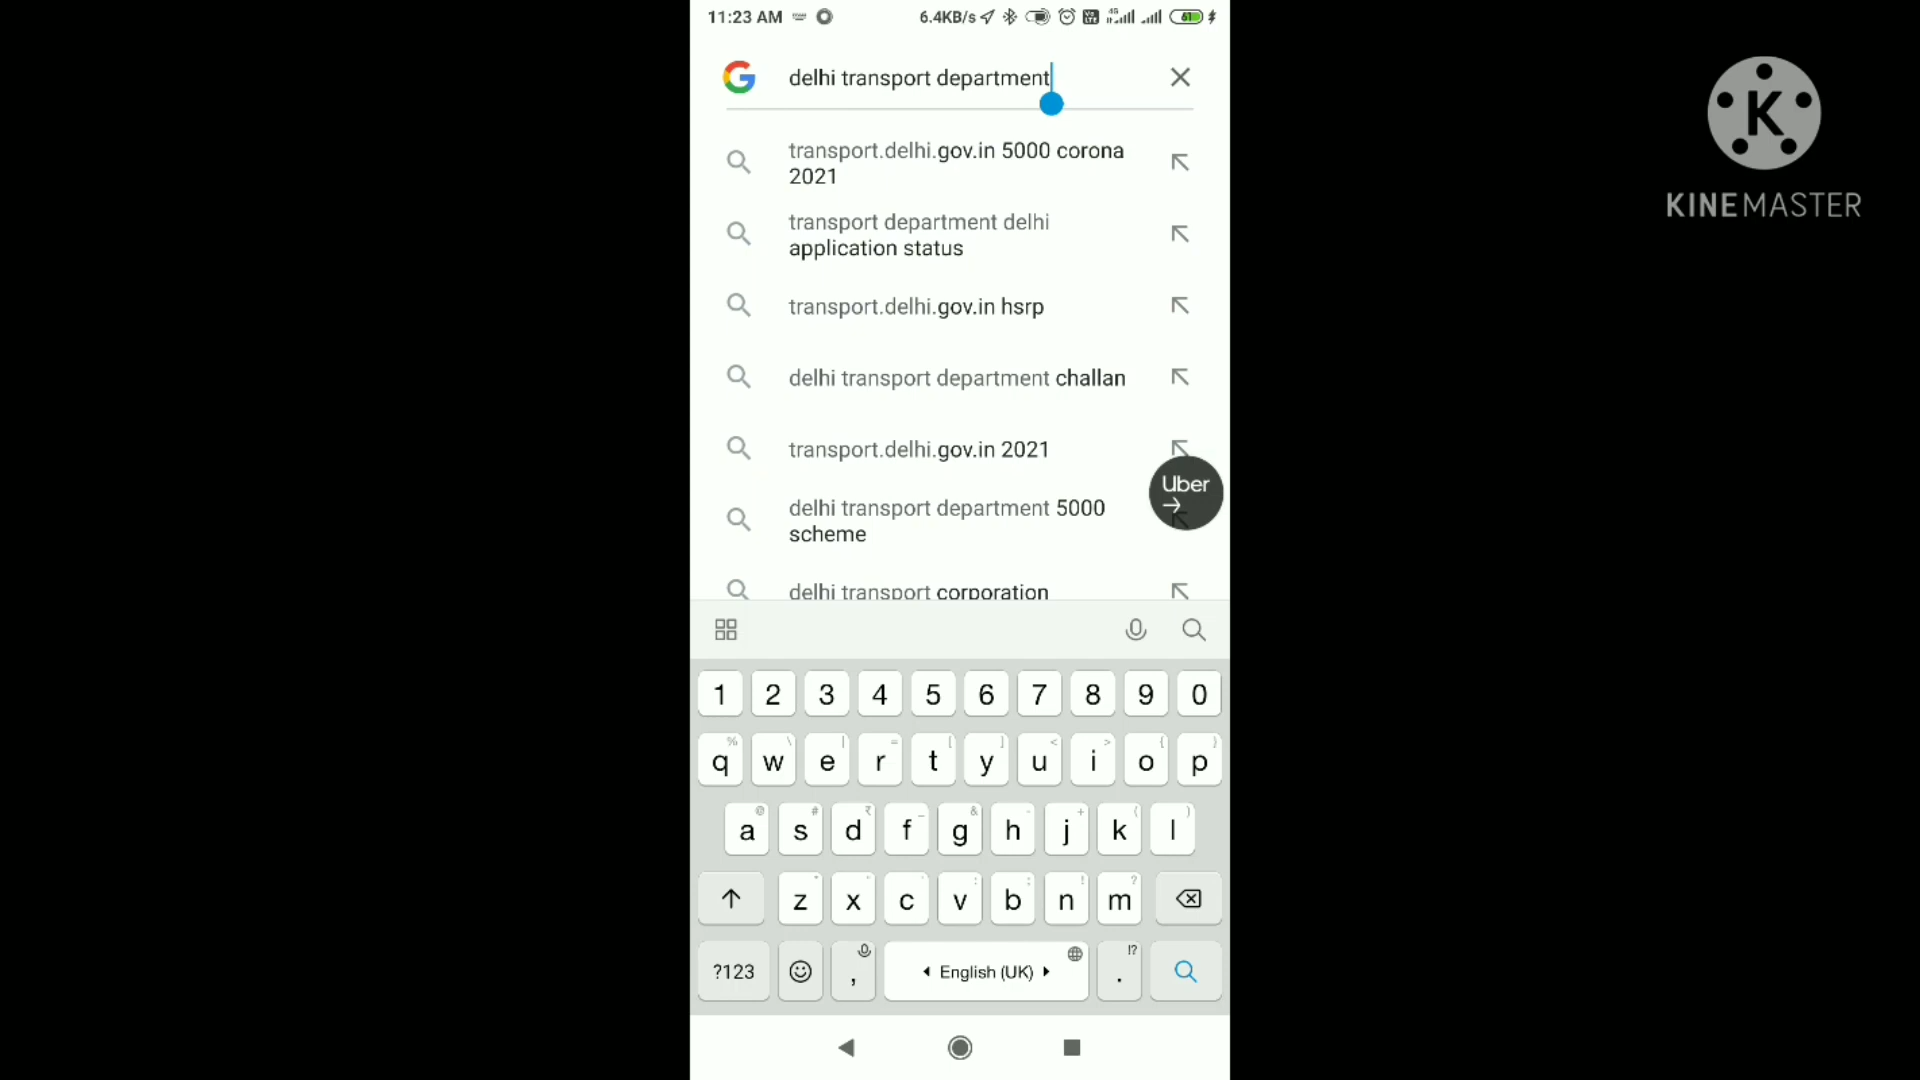 11:23 AM
6.4KB/s
4G
61
delhi transport department
transport.delhi.gov.in 5000 corona
2021
transport department delhi
application status
transport.delhi.gov.in hsrp
delhi transport department challan
transport.delhi.gov.in 2021
delhi transport department 5000
scheme
delhi transport corporation
Uber
K
KINEMASTER
1 2 3 4 5 6 7 8 9 0
q w e r t y u i o p
a s d f g h j k l
z x c v b n m
?123 , English (UK) . !?